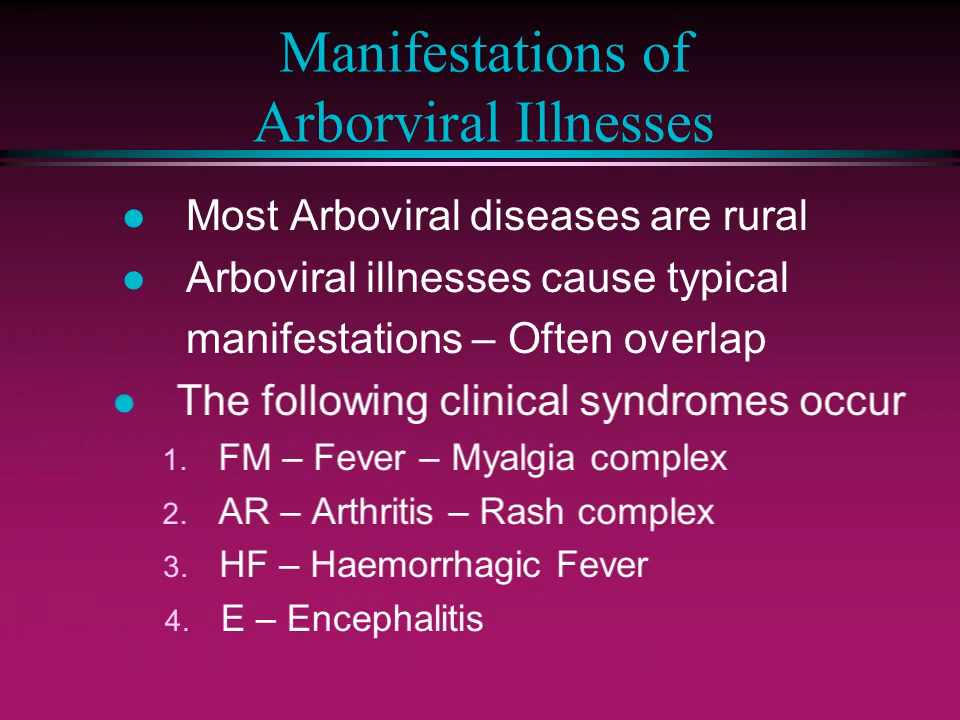 Manifestations of
Arborviral Illnesses
● Most Arboviral diseases are rural
● Arboviral illnesses cause typical
manifestations – Often overlap
● The following clinical syndromes occur
1. FM – Fever – Myalgia complex
2. AR – Arthritis – Rash complex
3. HF – Haemorrhagic Fever
4. E – Encephalitis